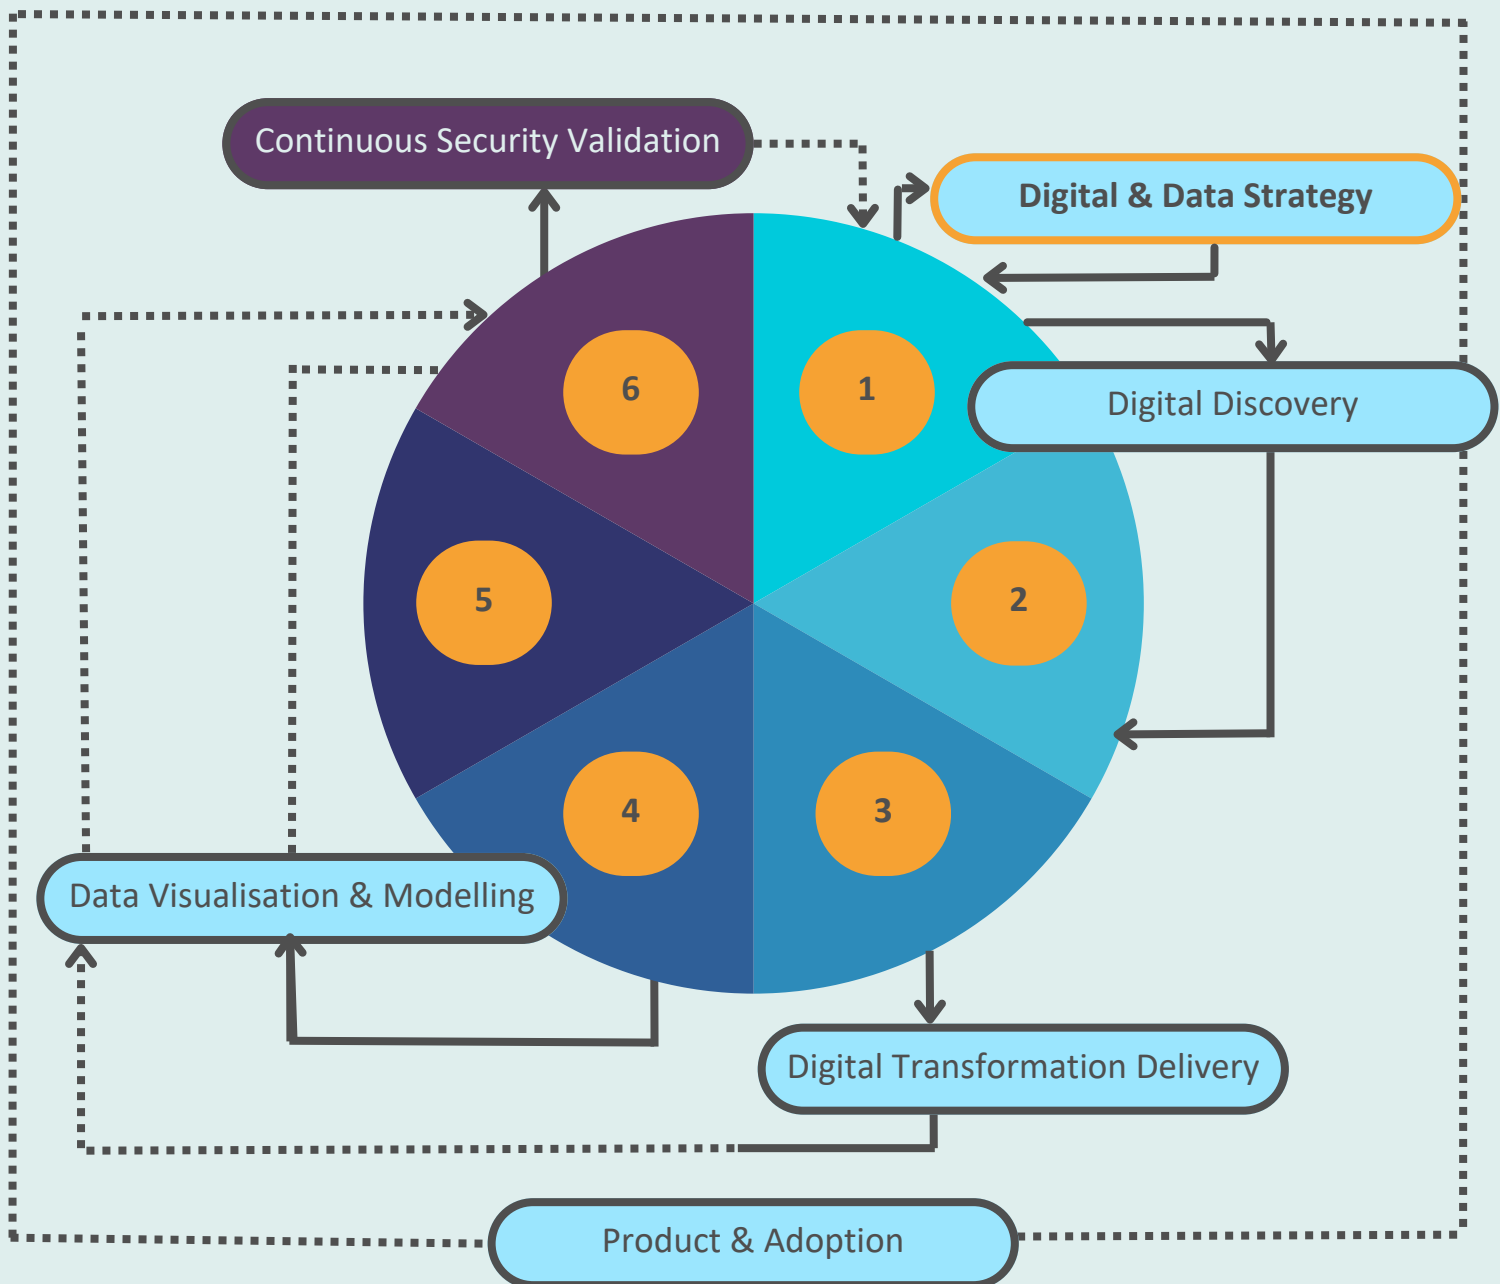 Continuous Security Validation
Digital & Data Strategy
6
1
Digital Discovery
5
2
4
3
Data Visualisation & Modelling
Digital Transformation Delivery
Product & Adoption